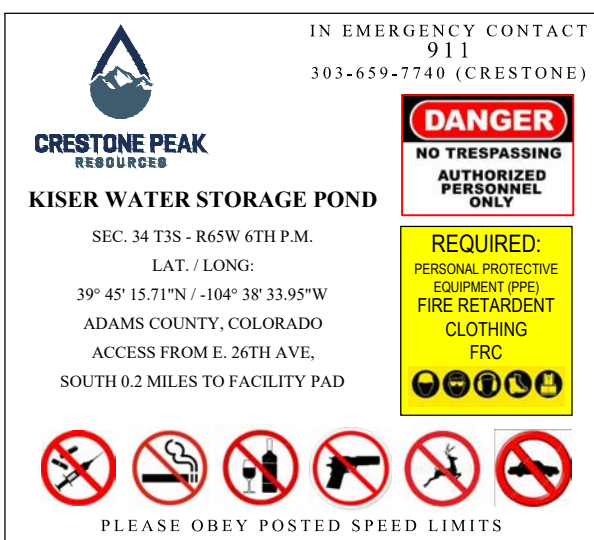 IN EMERGENCY CONTACT
911
303-659-7740 (CRESTONE)
CRESTONE PEAK
RESOURCES
DANGER
NO TRESPASSING
AUTHORIZED
PERSONNEL
ONLY
KISER WATER STORAGE POND
SEC. 34 T3S - R65W 6TH P.M.
LAT. / LONG:
39° 45' 15.71"N / -104° 38' 33.95"W
ADAMS COUNTY, COLORADO
ACCESS FROM E. 26TH AVE,
SOUTH 0.2 MILES TO FACILITY PAD
REQUIRED:
PERSONAL PROTECTIVE
EQUIPMENT (PPE)
FIRE RETARDENT
CLOTHING
FRC
PLEASE OBEY POSTED SPEED LIMITS